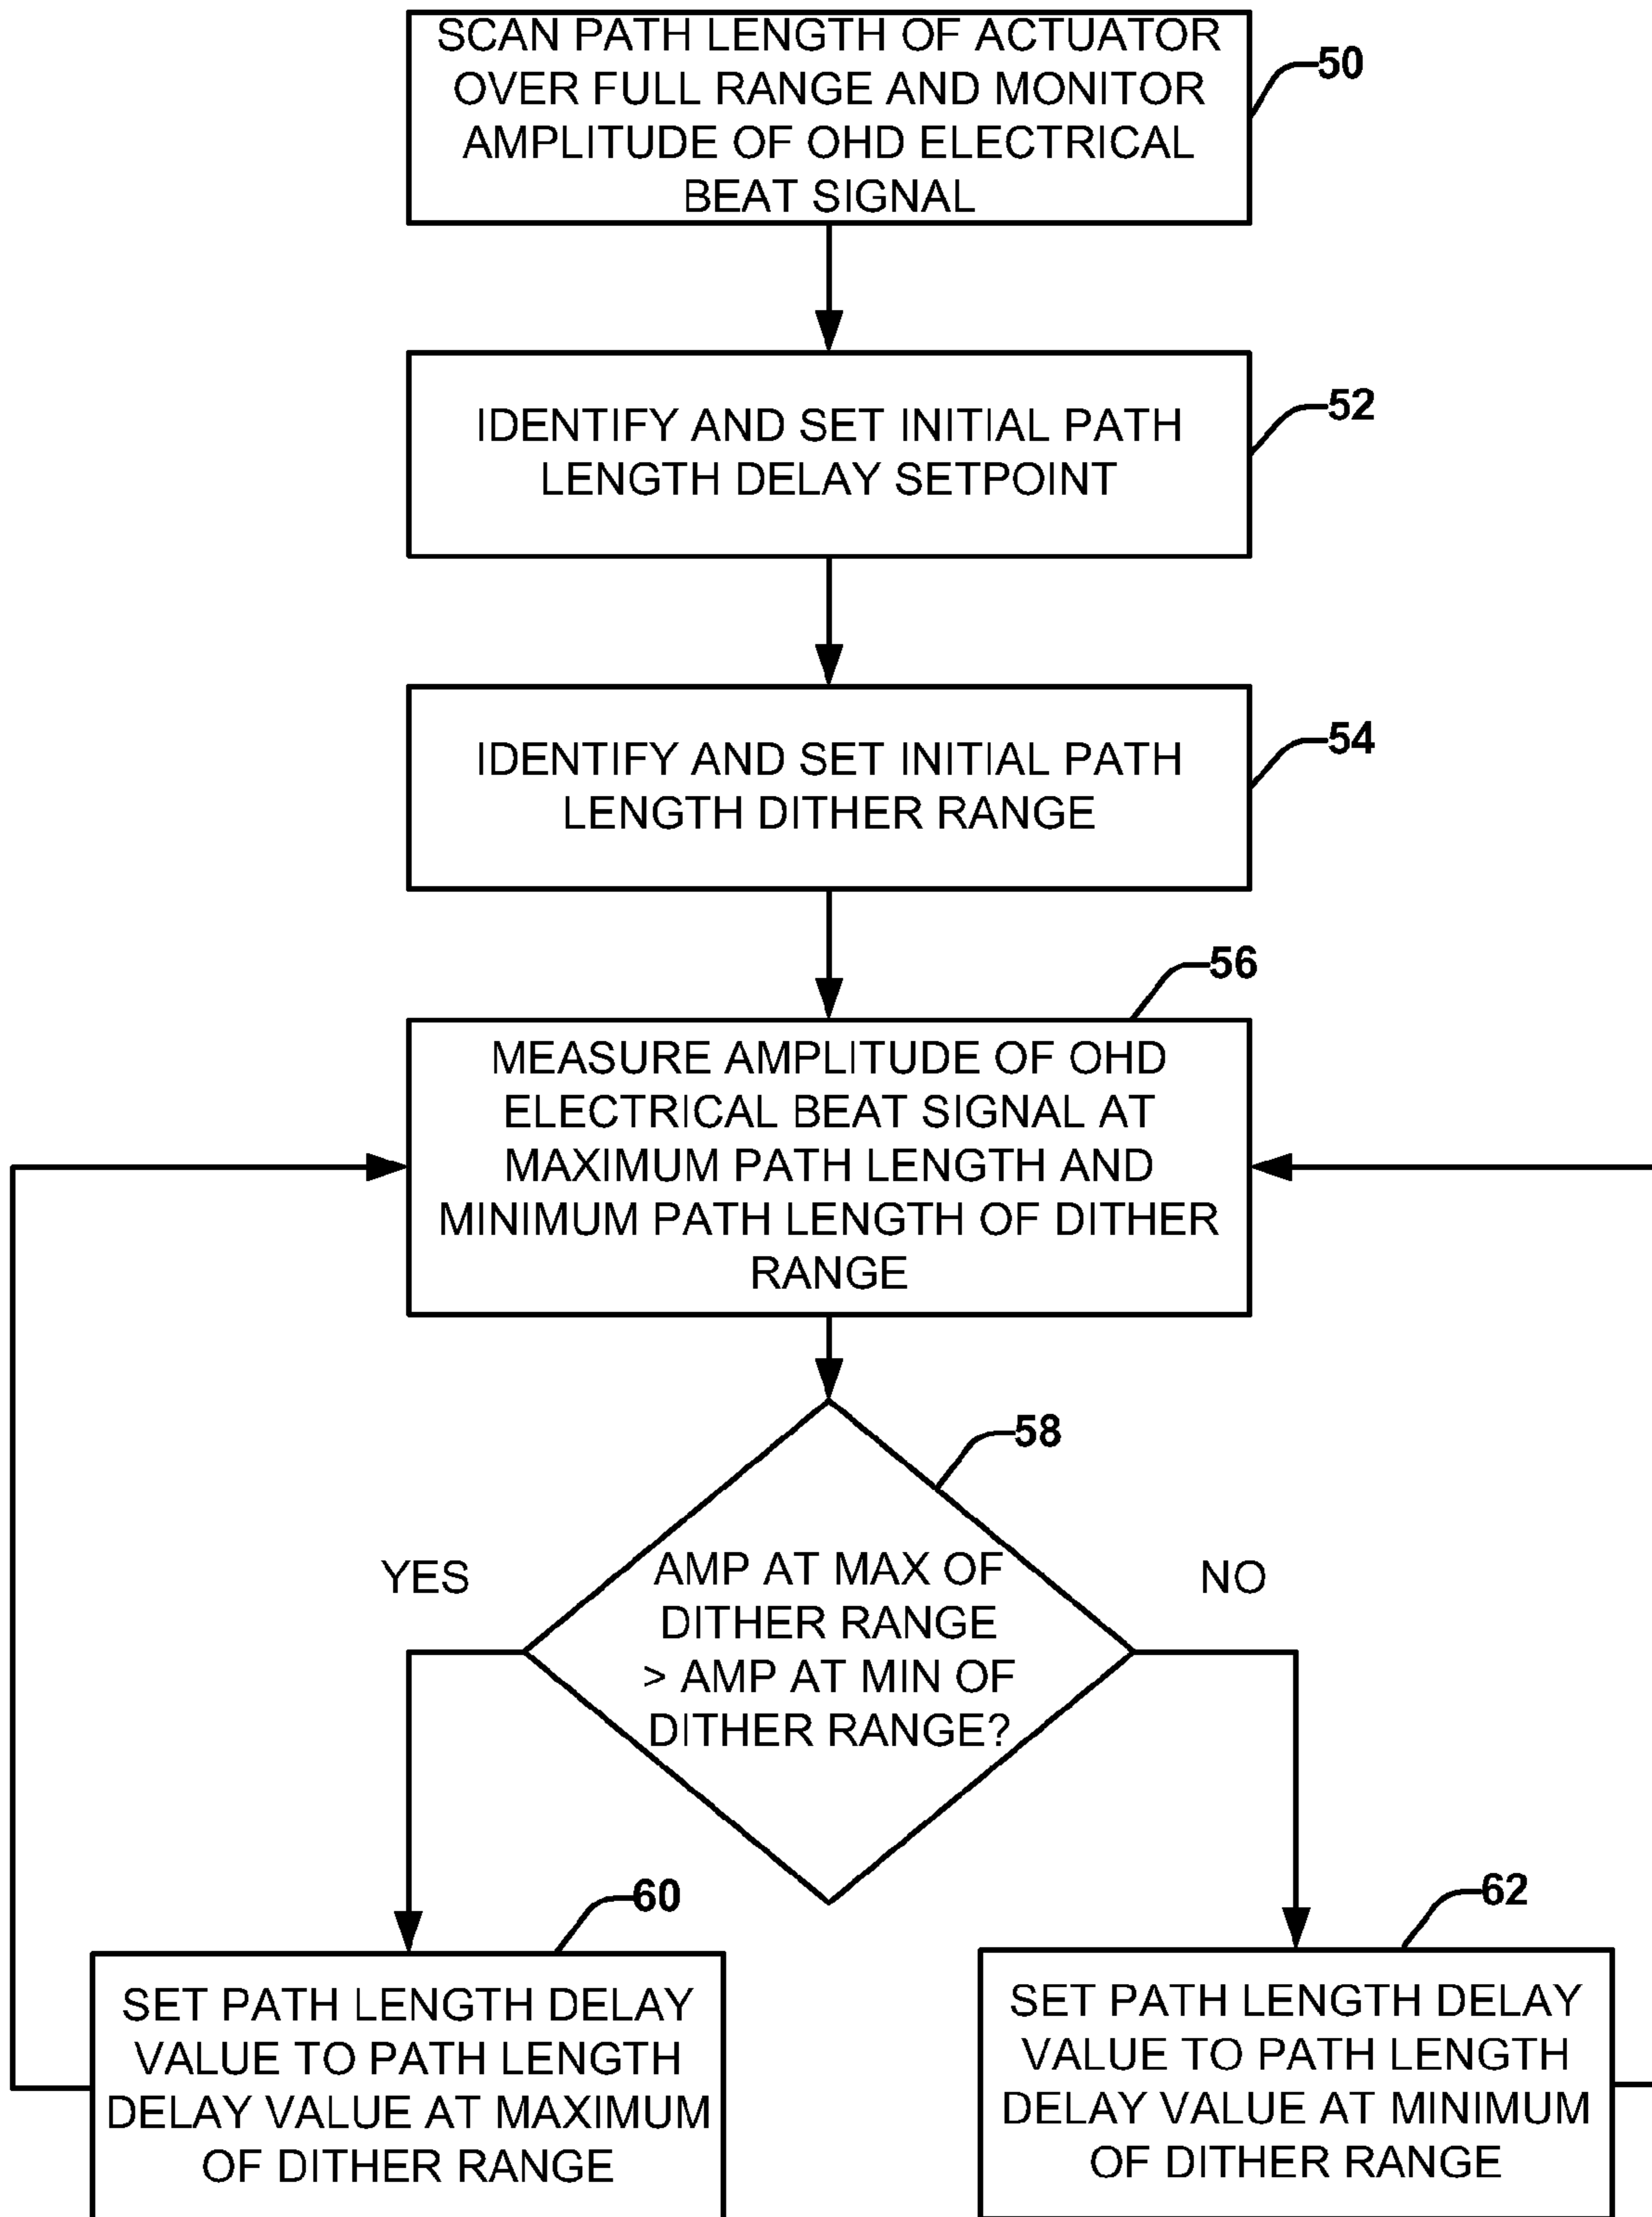 SCAN PATH LENGTH OF ACTUATOR
OVER FULL RANGE AND MONITOR
AMPLITUDE OF OHD ELECTRICAL
BEAT SIGNAL
50
IDENTIFY AND SET INITIAL PATH
LENGTH DELAY SETPOINT
52
IDENTIFY AND SET INITIAL PATH
LENGTH DITHER RANGE
54
56
MEASURE AMPLITUDE OF OHD
ELECTRICAL BEAT SIGNAL AT
MAXIMUM PATH LENGTH AND
MINIMUM PATH LENGTH OF DITHER
RANGE
58
YES
AMP AT MAX OF
DITHER RANGE
> AMP AT MIN OF
DITHER RANGE?
NO
60
SET PATH LENGTH DELAY
VALUE TO PATH LENGTH
DELAY VALUE AT MAXIMUM
OF DITHER RANGE
62
SET PATH LENGTH DELAY
VALUE TO PATH LENGTH
DELAY VALUE AT MINIMUM
OF DITHER RANGE